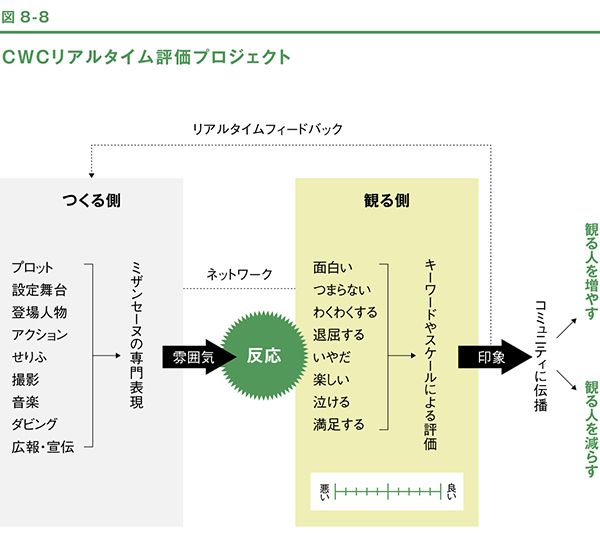 図 8-8
CWCリアルタイム評価プロジェクト
リアルタイムフィードバック
つくる側
プロット
設定舞台
登場人物
アクション
せりふ
撮影
音楽
ダビング
広報・宣伝
ミザンセーヌの専門表現
雰囲気
ネットワーク
反応
観る側
面白い
つまらない
わくわくする
退屈する
いやだ
楽しい
泣ける
満足する
キーワードやスケールによる評価
悪い
良い
印象
コミュニティに伝播
観る人を増やす
観る人を減らす